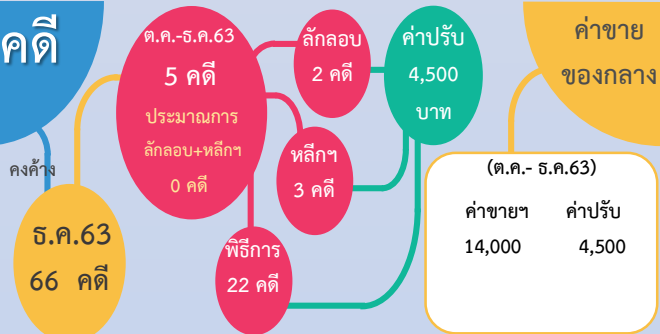 คดี
คงค้าง
ธ.ค.63
66 คดี
ต.ค.-ธ.ค.63
5 คดี
ประมาณการ
ลักลอบ+หลีกฯ
0 คดี
ลักลอบ
2 คดี
หลีกฯ
3 คดี
พิธีการ
22 คดี
ค่าปรับ
4,500
บาท
ค่าขาย
ของกลาง
(ต.ค.- ธ.ค.63)
ค่าขายฯ ค่าปรับ
14,000 4,500